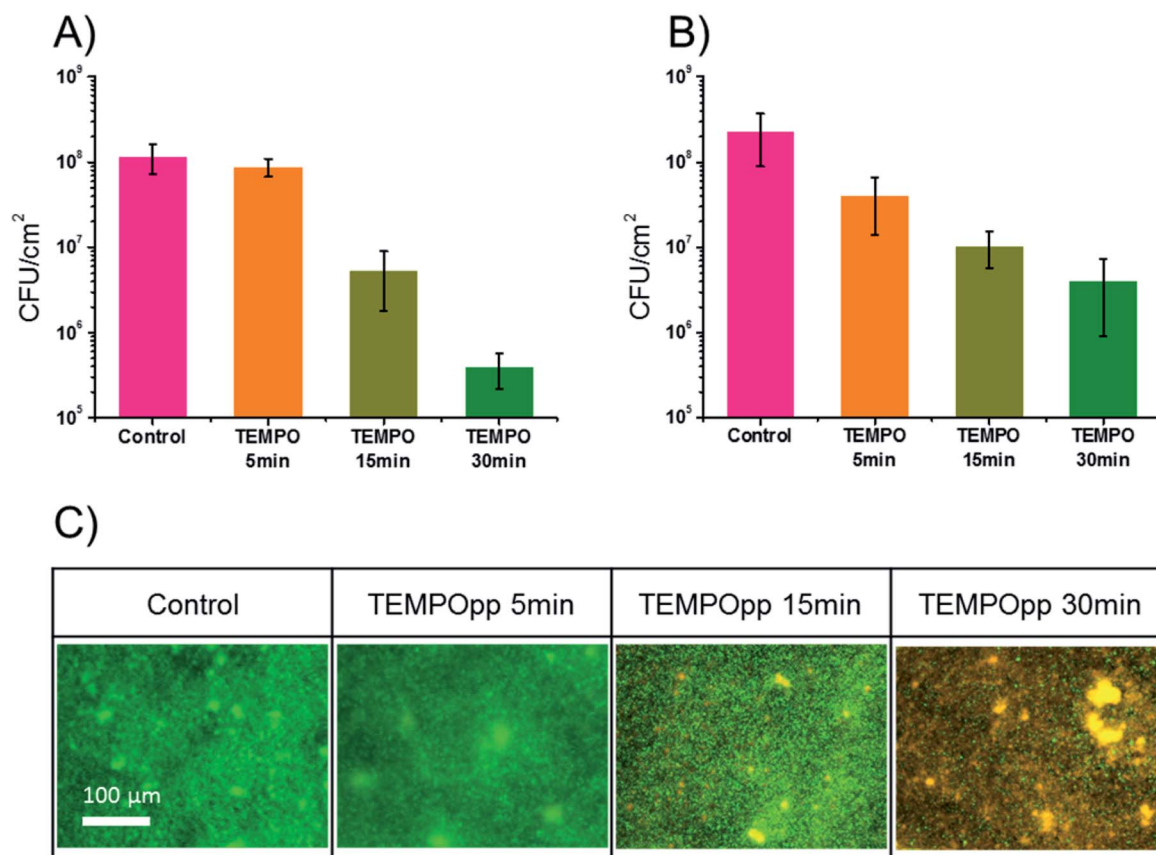 A)
10⁹
10⁸
10⁷
10⁶
10⁵
CFU/cm²
Control
TEMPO
5min
TEMPO
15min
TEMPO
30min
B)
10⁹
10⁸
10⁷
10⁶
10⁵
CFU/cm²
Control
TEMPO
5min
TEMPO
15min
TEMPO
30min
C)
Control
TEMPOpp 5min
TEMPOpp 15min
TEMPOpp 30min
100 µm